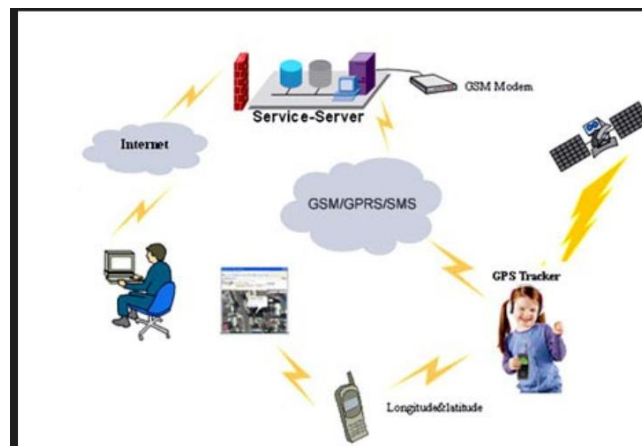 GSM Modem
Service-Server
Internet
GSM/GPRS/SMS
GPS Tracker
Longitude&latitude